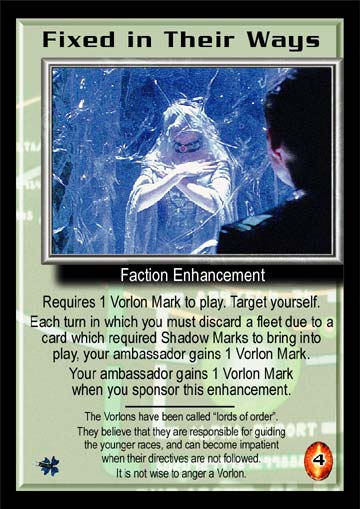 Fixed in Their Ways
Faction Enhancement
Requires 1 Vorlon Mark to play. Target yourself.
Each turn in which you must discard a fleet due to a
card which required Shadow Marks to bring into
play, your ambassador gains 1 Vorlon Mark.
Your ambassador gains 1 Vorlon Mark
when you sponsor this enhancement.
The Vorlons have been called "lords of order".
They believe that they are responsible for guiding
the younger races, and can become impatient
when their directives are not followed.
It is not wise to anger a Vorlon.
4